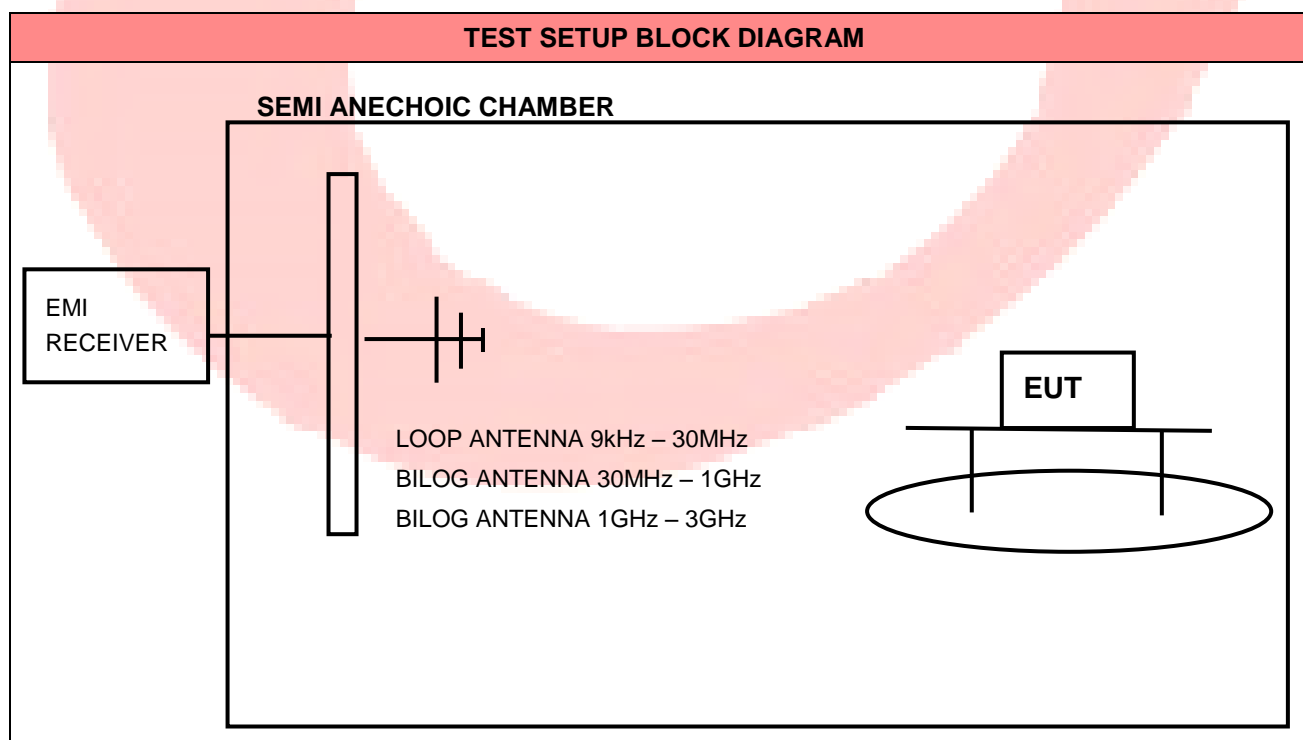 TEST SETUP BLOCK DIAGRAM
SEMI ANECHOIC CHAMBER
EMI
RECEIVER
EUT
LOOP ANTENNA 9kHz – 30MHz
BILOG ANTENNA 30MHz – 1GHz
BILOG ANTENNA 1GHz – 3GHz